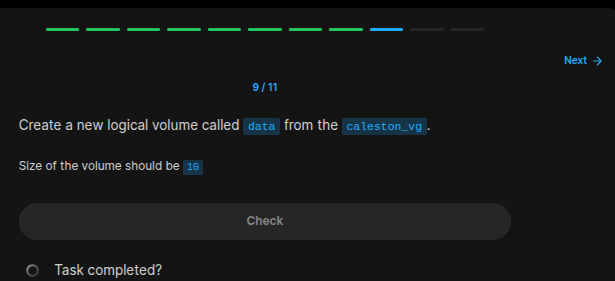 Next →
9 / 11
Create a new logical volume called data from the caleston_vg.
Size of the volume should be 1G
Check
Task completed?